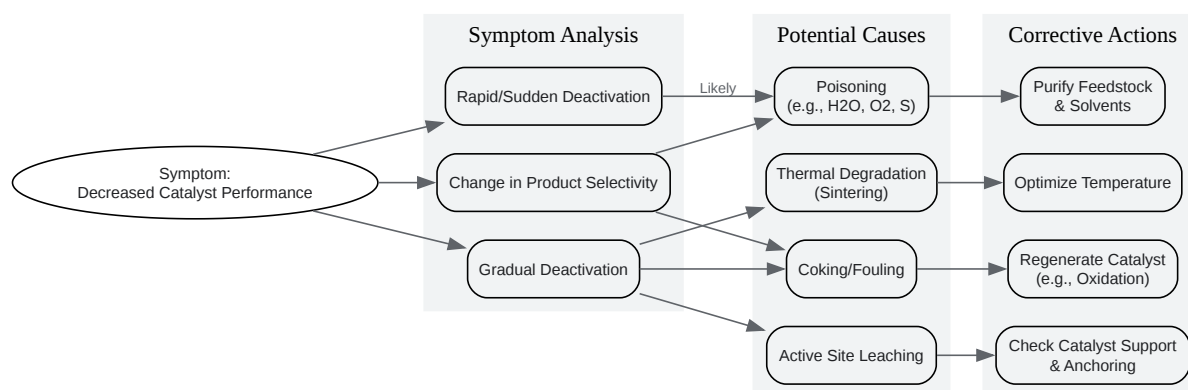 Symptom Analysis
Potential Causes
Corrective Actions
Rapid/Sudden Deactivation
Likely
Poisoning
(e.g., H2O, O2, S)
Purify Feedstock
& Solvents
Symptom:
Decreased Catalyst Performance
Change in Product Selectivity
Thermal Degradation
(Sintering)
Optimize Temperature
Gradual Deactivation
Coking/Fouling
Regenerate Catalyst
(e.g., Oxidation)
Active Site Leaching
Check Catalyst Support
& Anchoring